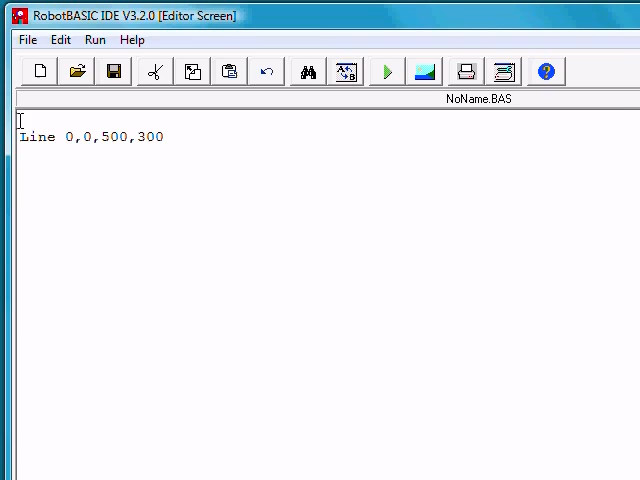 RobotBASIC IDE V3.2.0 [Editor Screen]
File Edit Run Help
A
B
?
NoName.BAS
Line 0,0,500,300